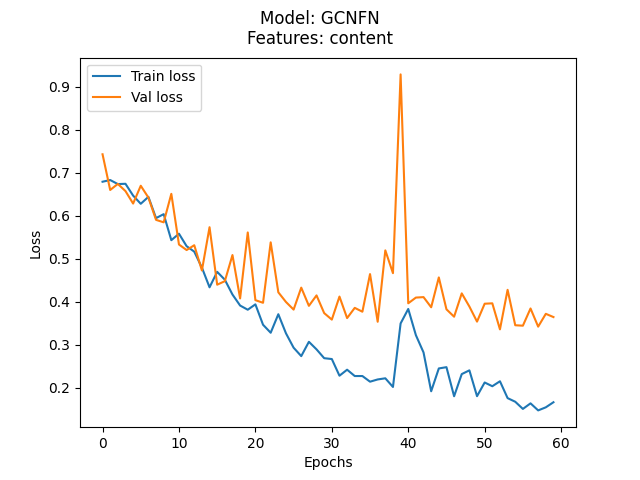 Model: GCNFN
Features: content
Train loss
Val loss
0.9
0.8
0.7
0.6
0.5
0.4
0.3
0.2
Loss
0 10 20 30 40 50 60
Epochs